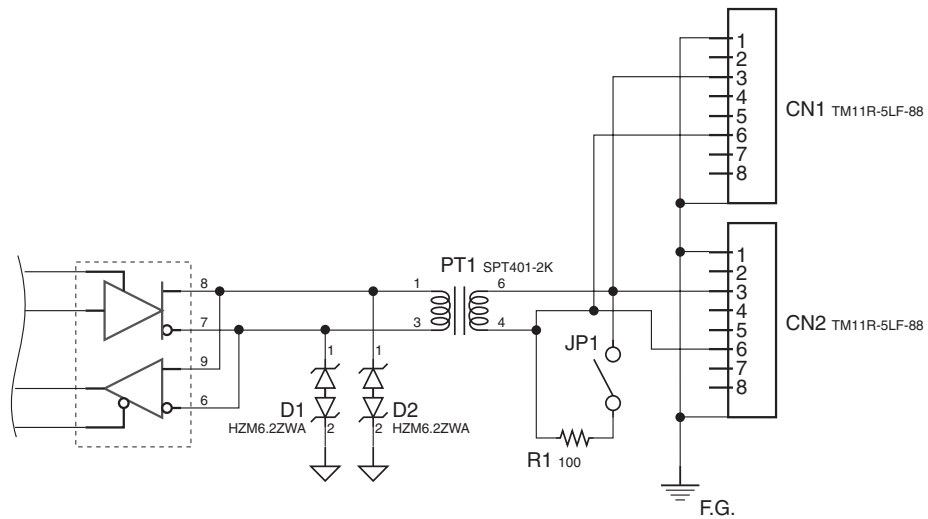 1
2
3
4
5
6
7
8
CN1 TM11R-5LF-88
1
2
3
4
5
6
7
8
CN2 TM11R-5LF-88
PT1 SPT401-2K
8
7
9
6
1
3
6
4
1
2
D1
HZM6.2ZWA
1
2
D2
HZM6.2ZWA
JP1
R1 100
F.G.